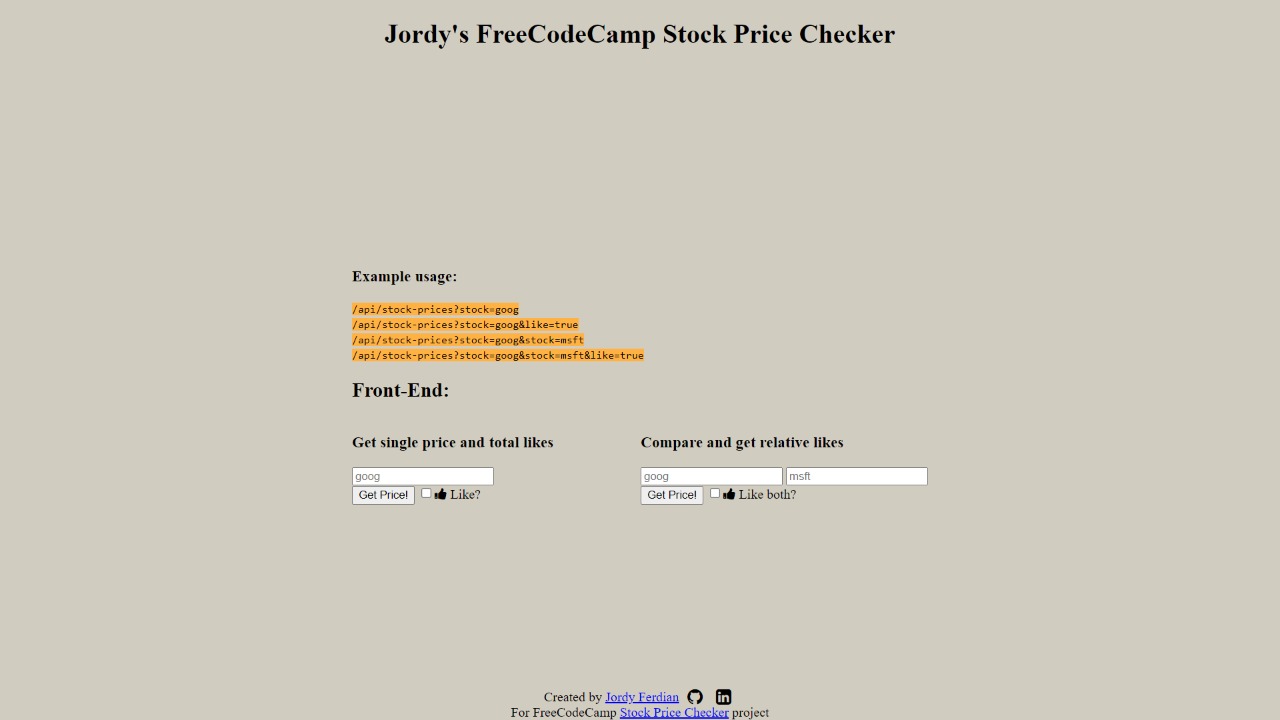 Jordy's FreeCodeCamp Stock Price Checker
Example usage:
/api/stock-prices?stock=goog
/api/stock-prices?stock=goog&like=true
/api/stock-prices?stock=goog&stock=msft
/api/stock-prices?stock=goog&stock=msft&like=true
Front-End:
Get single price and total likes
goog
Get Price! Like?
Compare and get relative likes
goog msft
Get Price! Like both?
Created by Jordy Ferdian
For FreeCodeCamp Stock Price Checker project